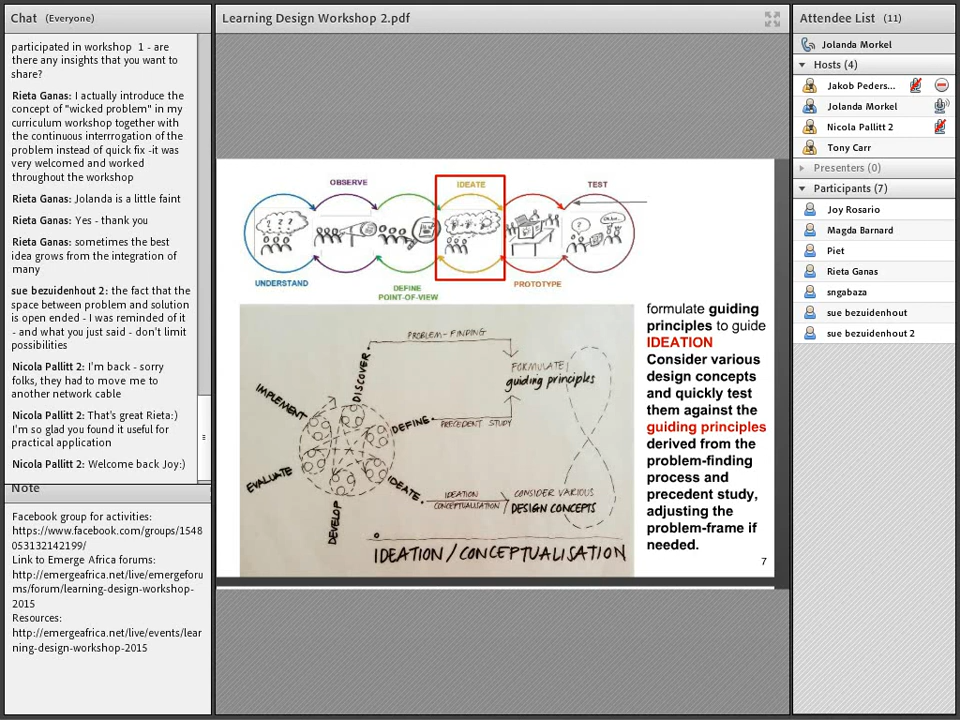 Chat (Everyone)
participated in workshop 1 - are
there any insights that you want to
share?
Rieta Ganas: I actually introduce the
concept of "wicked problem" in my
curriculum workshop together with
the continuous interrrogation of the
problem instead of quick fix -it was
very welcomed and worked
throughout the workshop
Rieta Ganas: Jolanda is a little faint
Rieta Ganas: Yes - thank you
Rieta Ganas: sometimes the best
idea grows from the integration of
many
sue bezuidenhout 2: the fact that the
space between problem and solution
is open ended - I was reminded of it
- and what you just said - don't limit
possibilities
Nicola Pallitt 2: I'm back - sorry
folks, they had to move me to
another network cable
Nicola Pallitt 2: That's great Rieta:)
I'm so glad you found it useful for
practical application
Nicola Pallitt 2: Welcome back Joy:)
Note
Facebook group for activities:
https://www.facebook.com/groups/1548
053132142199/
Link to Emerge Africa forums:
http://emergeafrica.net/live/emergeforu
ms/forum/learning-design-workshop-
2015
Resources:
http://emergeafrica.net/live/events/lear
ning-design-workshop-2015
Learning Design Workshop 2.pdf
OBSERVE
IDEATE
TEST
UNDERSTAND
DEFINE
POINT-OF-VIEW
PROTOTYPE
PROBLEM-FINDING
DISCOVER
FORMULATE
guiding principles
IMPLEMENT
DEFINE
PRECEDENT STUDY
EVALUATE
IDEATE
IDEATION
CONCEPTUALISATION
CONSIDER VARIOUS
DESIGN CONCEPTS
DEVELOP
IDEATION/CONCEPTUALISATION
formulate guiding
principles to guide
IDEATION
Consider various
design concepts
and quickly test
them against the
guiding principles
derived from the
problem-finding
process and
precedent study,
adjusting the
problem-frame if
needed.
7
Attendee List (11)
Jolanda Morkel
Hosts (4)
Jakob Peders...
Jolanda Morkel
Nicola Pallitt 2
Tony Carr
Presenters (0)
Participants (7)
Joy Rosario
Magda Barnard
Piet
Rieta Ganas
sngabaza
sue bezuidenhout
sue bezuidenhout 2